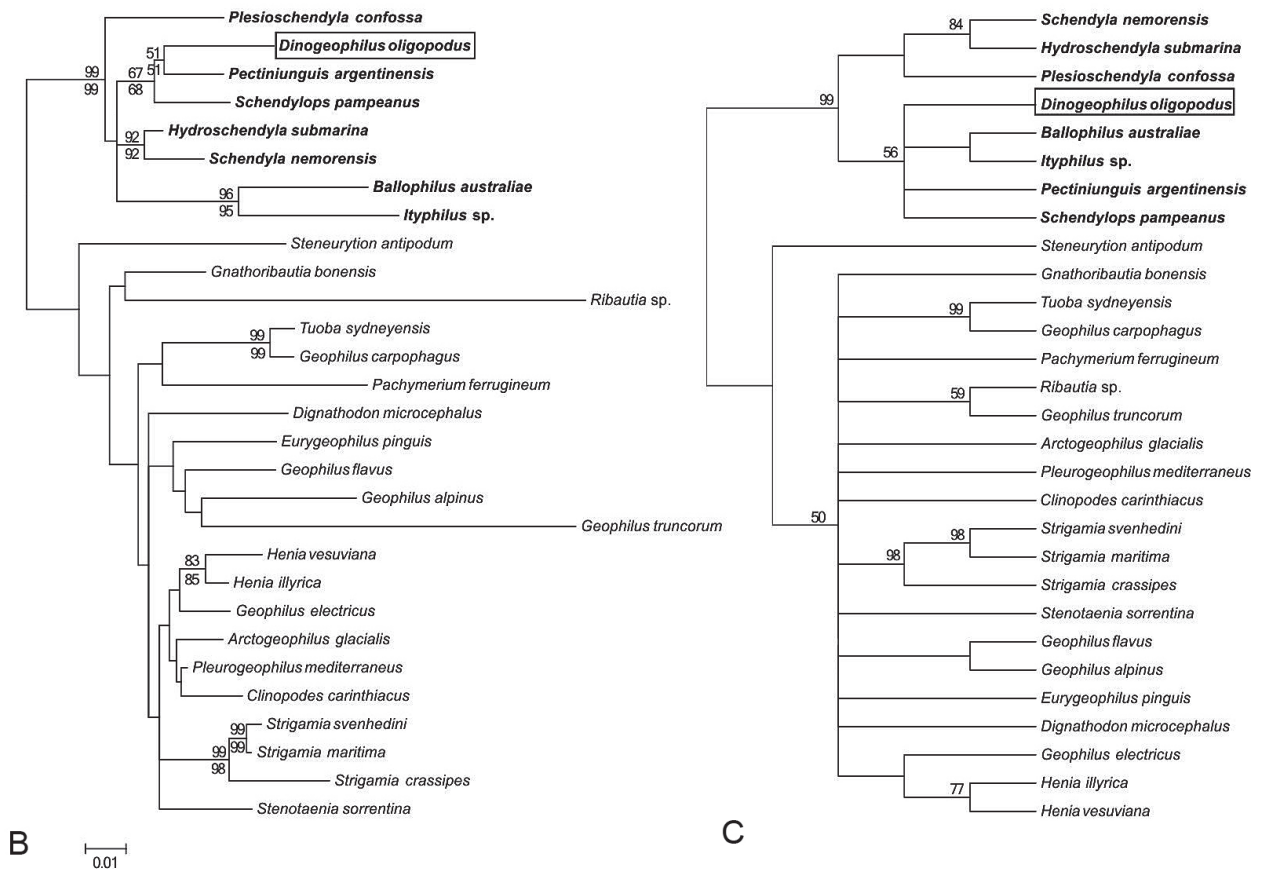 Plesioschendyla confossa
Dinogeophilus oligopodus
51
51
Pectiniunguis argentinensis
67
68
Schendylops pampeanus
99
99
Hydroschendyla submarina
92
92
Schendyla nemorensis
Ballophilus australiae
96
95
Ityphilus sp.
Steneurytion antipodum
Gnathoribautia bonensis
Ribautia sp.
Tuoba sydneyensis
99
99
Geophilus carpophagus
Pachymerium ferrugineum
Dignathodon microcephalus
Eurygeophilus pinguis
Geophilus flavus
Geophilus alpinus
Geophilus truncorum
Henia vesuviana
83
85
Henia illyrica
Geophilus electricus
Arctogeophilus glacialis
Pleurogeophilus mediterraneus
Clinopodes carinthiacus
Strigamia svenhedini
99
99
Strigamia maritima
99
98
Strigamia crassipes
Stenotaenia sorrentina
B
0.01
Schendyla nemorensis
84
Hydroschendyla submarina
Plesioschendyla confossa
99
Dinogeophilus oligopodus
Ballophilus australiae
56
Ityphilus sp.
Pectiniunguis argentinensis
Schendylops pampeanus
Steneurytion antipodum
Gnathoribautia bonensis
Tuoba sydneyensis
99
Geophilus carpophagus
Pachymerium ferrugineum
Ribautia sp.
59
Geophilus truncorum
Arctogeophilus glacialis
Pleurogeophilus mediterraneus
Clinopodes carinthiacus
50
Strigamia svenhedini
98
Strigamia maritima
98
Strigamia crassipes
Stenotaenia sorrentina
Geophilus flavus
Geophilus alpinus
Eurygeophilus pinguis
Dignathodon microcephalus
Geophilus electricus
Henia illyrica
77
Henia vesuviana
C